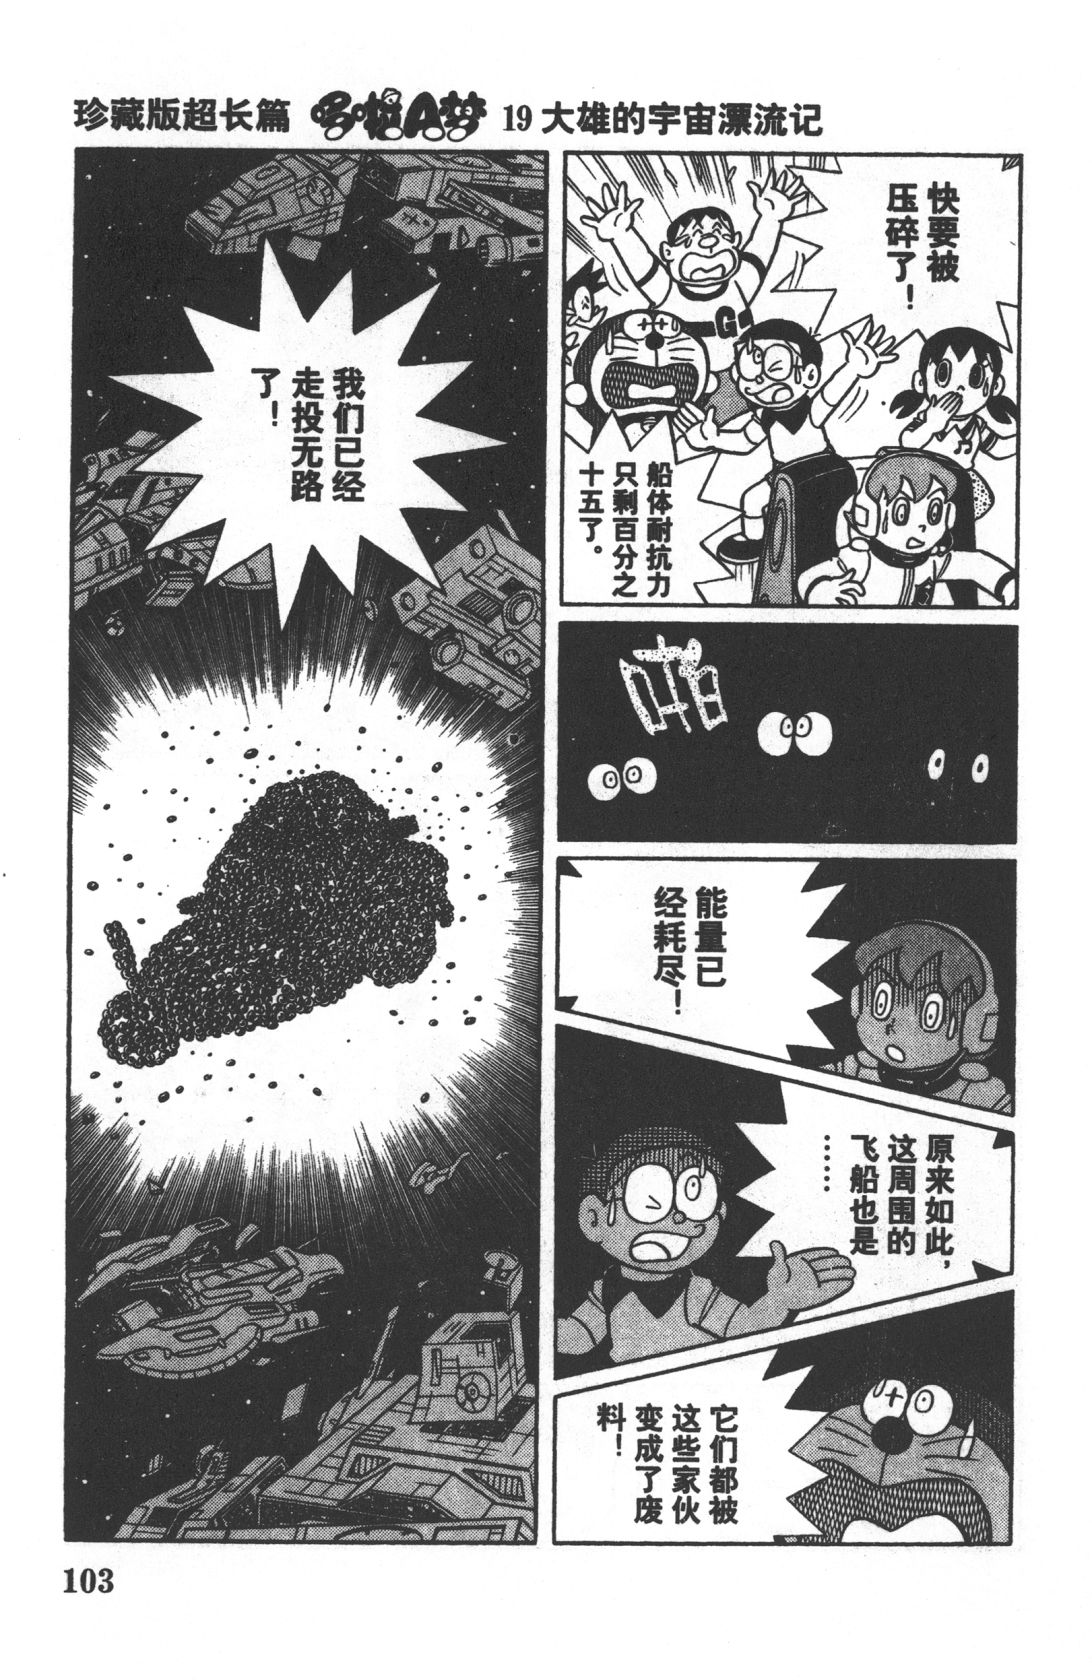 珍藏版超长篇 哆啦A梦 19 大雄的宇宙漂流记
快要被
压碎了！
船体耐抗力
只剩百分之
十五了。
啪
能量已
经耗尽！
原来如此，
这周围的
飞船也是
……
它们都被
这些家伙
变成了废
料！
我们已经
走投无路
了！
G
103